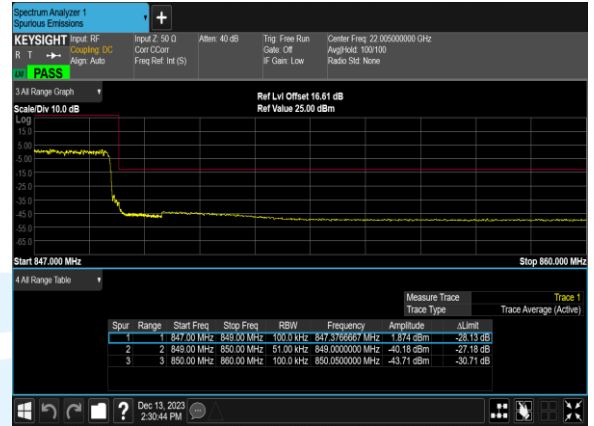 Spectrum Analyzer 1
Spurious Emissions
KEYSIGHT Input: RF Input Z: 50 Ω Atten: 40 dB Trig: Free Run Center Freq: 22.005000000 GHz
R T Coupling: DC Corr CCorr Gate: Off Avg|Hold: 100/100
Align: Auto Freq Ref: Int (S) IF Gain: Low Radio Std: None
LW PASS
3 All Range Graph
Ref Lvl Offset 16.61 dB
Scale/Div 10.0 dB Ref Value 25.00 dBm
Log
15.0
5.00
-5.00
-15.0
-25.0
-35.0
-45.0
-55.0
-65.0
Start 847.000 MHz Stop 860.000 MHz
4 All Range Table
Measure Trace Trace 1
Trace Type Trace Average (Active)
Spur Range Start Freq Stop Freq RBW Frequency Amplitude ΔLimit
1 1 847.00 MHz 849.00 MHz 100.0 kHz 847.3766667 MHz 1.874 dBm -28.13 dB
2 2 849.00 MHz 850.00 MHz 51.00 kHz 849.0000000 MHz -40.18 dBm -27.18 dB
3 3 850.00 MHz 860.00 MHz 100.0 kHz 850.0500000 MHz -43.71 dBm -30.71 dB
Dec 13, 2023
2:30:44 PM